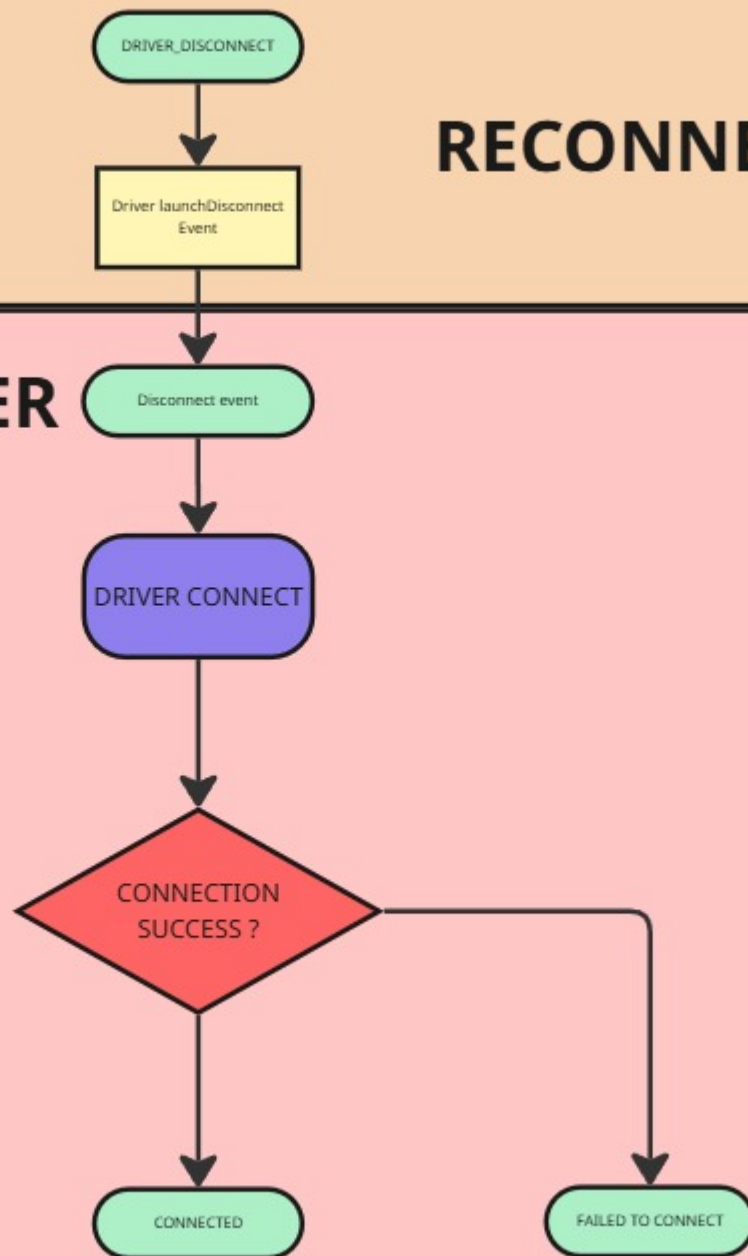 DRIVER_DISCONNECT
RECONNE
Driver launchDisconnect
Event
ER
Disconnect event
DRIVER CONNECT
CONNECTION
SUCCESS ?
CONNECTED
FAILED TO CONNECT